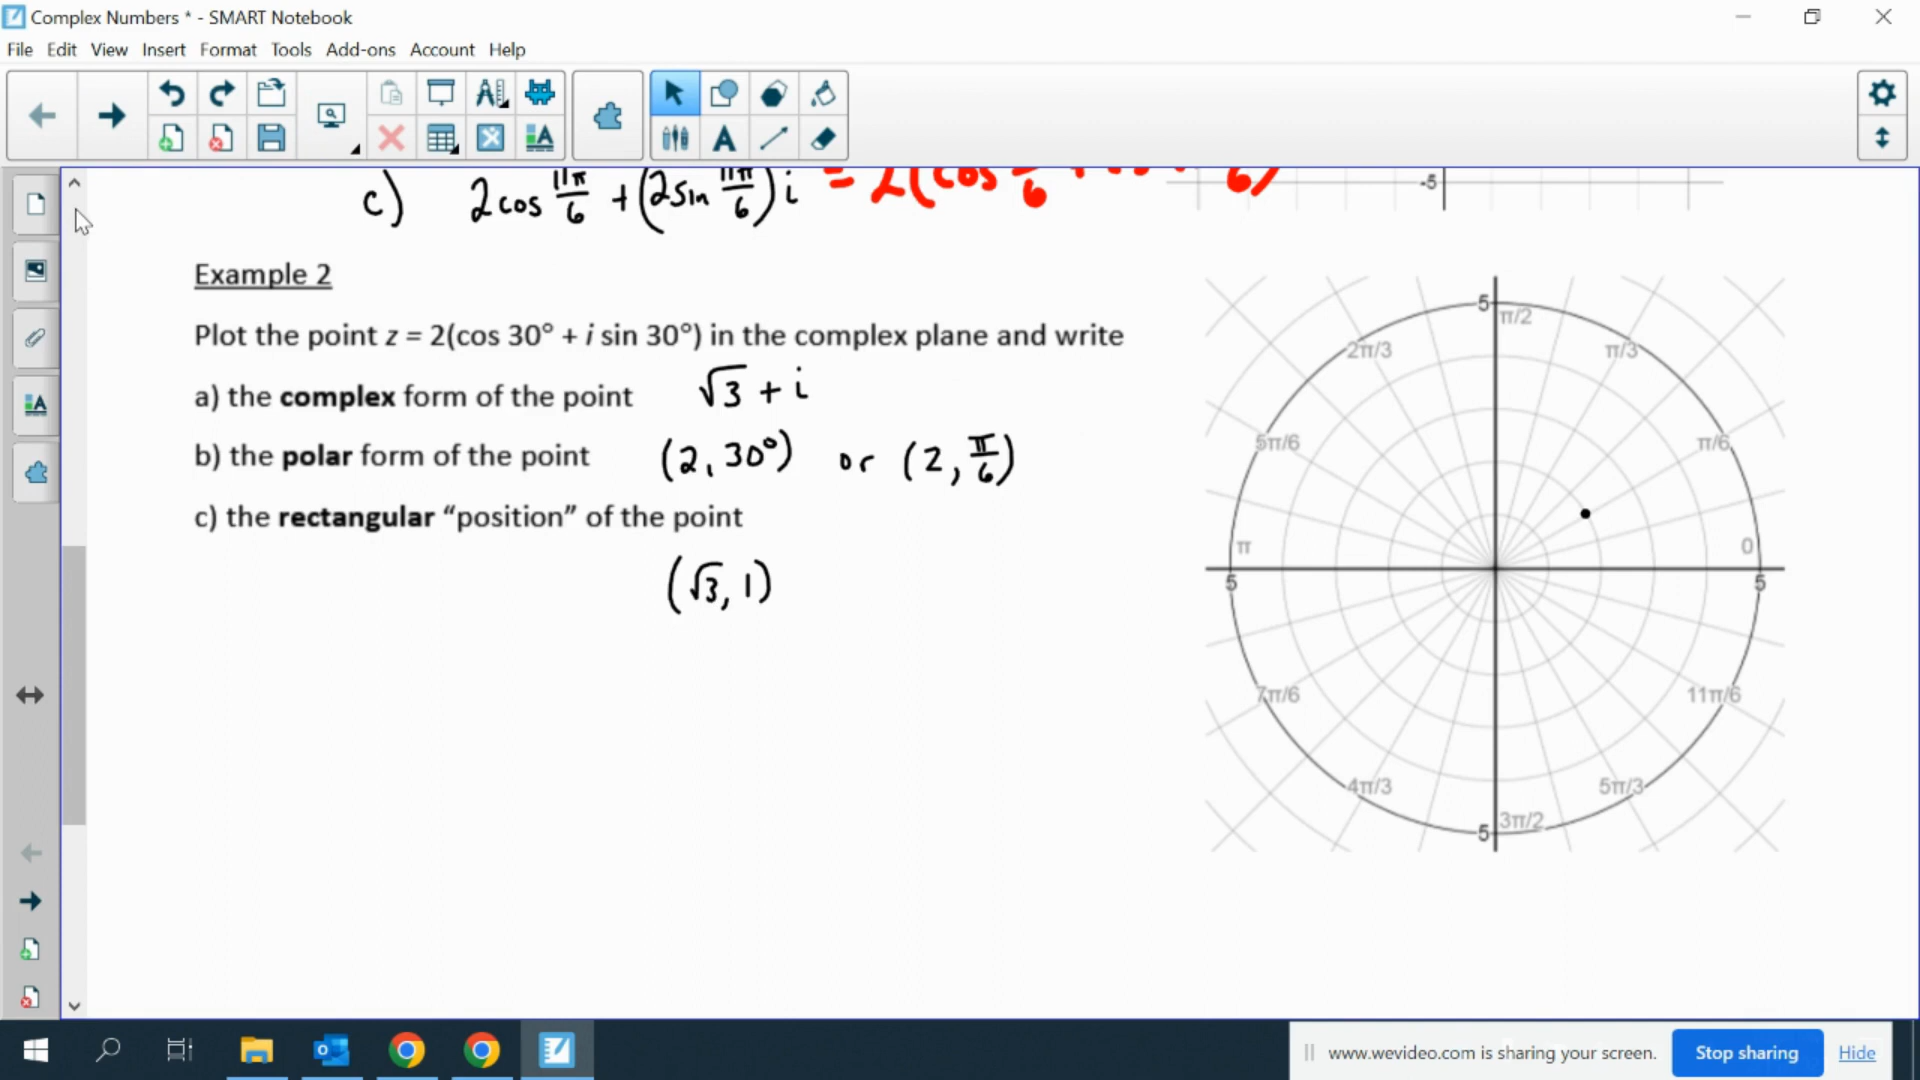 Complex Numbers * - SMART Notebook
File Edit View Insert Format Tools Add-ons Account Help
c) 2cos 11π/6 + (2sin 11π/6) i = 2(cos
-5
Example 2
Plot the point z = 2(cos 30° + i sin 30°) in the complex plane and write
a) the complex form of the point √3 + i
b) the polar form of the point (2, 30°) or (2, π/6)
c) the rectangular “position” of the point
(√3, 1)
5
π/2
2π/3 π/3
5π/6 π/6
π 0
5 5
7π/6 11π/6
4π/3 5π/3
5 3π/2
www.wevideo.com is sharing your screen. Stop sharing Hide